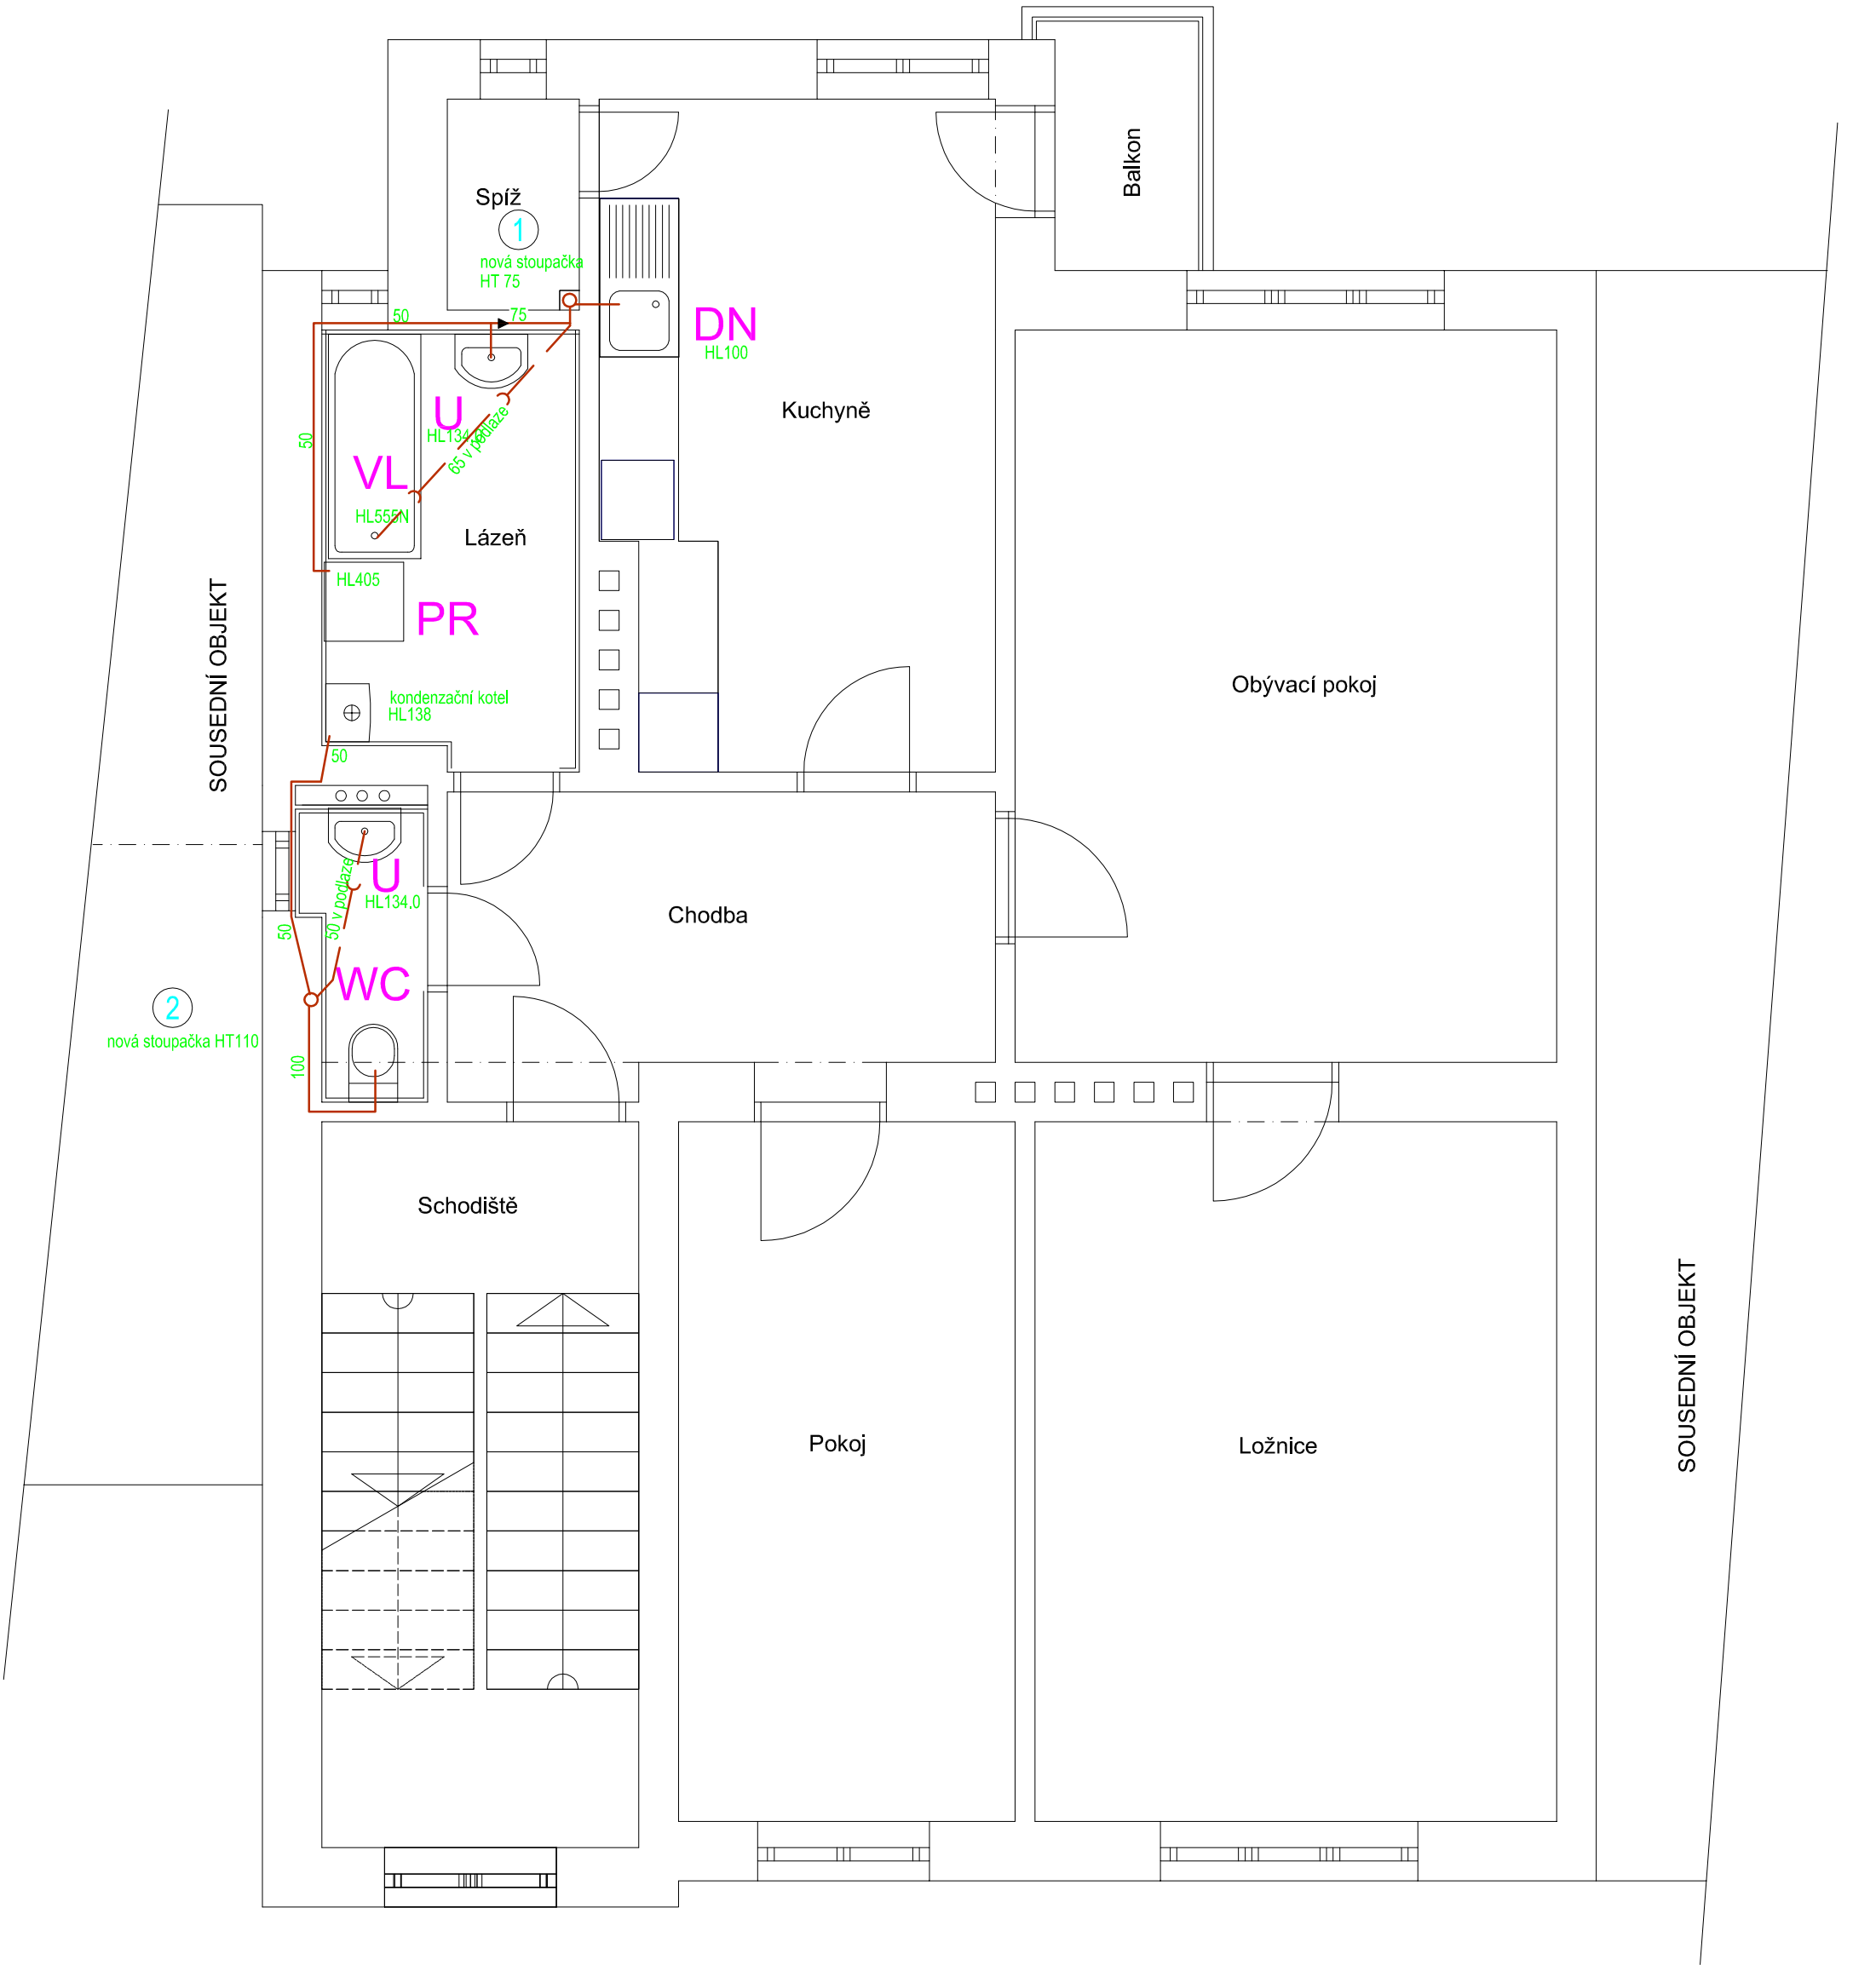 Balkon
Spíž
1
nová stoupačka
HT 75
50
75
DN
HL100
Kuchyně
U
65 v podlaze
50
VL
HL555N
Lázeň
HL405
PR
SOUSEDNÍ OBJEKT
kondenzační kotel
HL138
50
Obývací pokoj
U
HL134,0
50 v podlaze
50
Chodba
WC
2
nová stoupačka HT110
100
Schodiště
Pokoj
Ložnice
SOUSEDNÍ OBJEKT